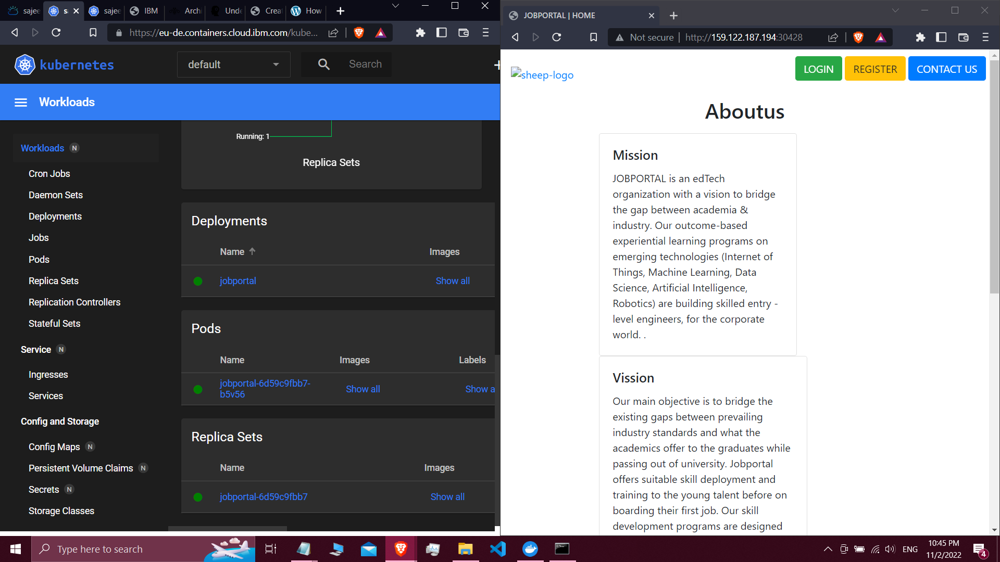 sajee
s
sajee
IBM
Archi
Unde
Creat
How
https://eu-de.containers.cloud.ibm.com/kube...
kubernetes
default
Search
Workloads
Workloads N
Cron Jobs
Daemon Sets
Deployments
Jobs
Pods
Replica Sets
Replication Controllers
Stateful Sets
Service N
Ingresses
Services
Config and Storage
Config Maps N
Persistent Volume Claims N
Secrets N
Storage Classes
Running: 1
Replica Sets
Deployments
Name Images
jobportal Show all
Pods
Name Images Labels
jobportal-6d59c9fbb7-
b5v56
Show all Show a
Replica Sets
Name Images
jobportal-6d59c9fbb7 Show all
JOBPORTAL | HOME
Not secure http://159.122.187.194:30428
sheep-logo
LOGIN REGISTER CONTACT US
Aboutus
Mission
JOBPORTAL is an edTech
organization with a vision to bridge
the gap between academia &
industry. Our outcome-based
experiential learning programs on
emerging technologies (Internet of
Things, Machine Learning, Data
Science, Artificial Intelligence,
Robotics) are building skilled entry -
level engineers, for the corporate
world. .
Vission
Our main objective is to bridge the
existing gaps between prevailing
industry standards and what the
academics offer to the graduates while
passing out of university. Jobportal
offers suitable skill deployment and
training to the young talent before on
boarding their first job. Our skill
development programs are designed
Type here to search
ENG
10:45 PM
11/2/2022
4